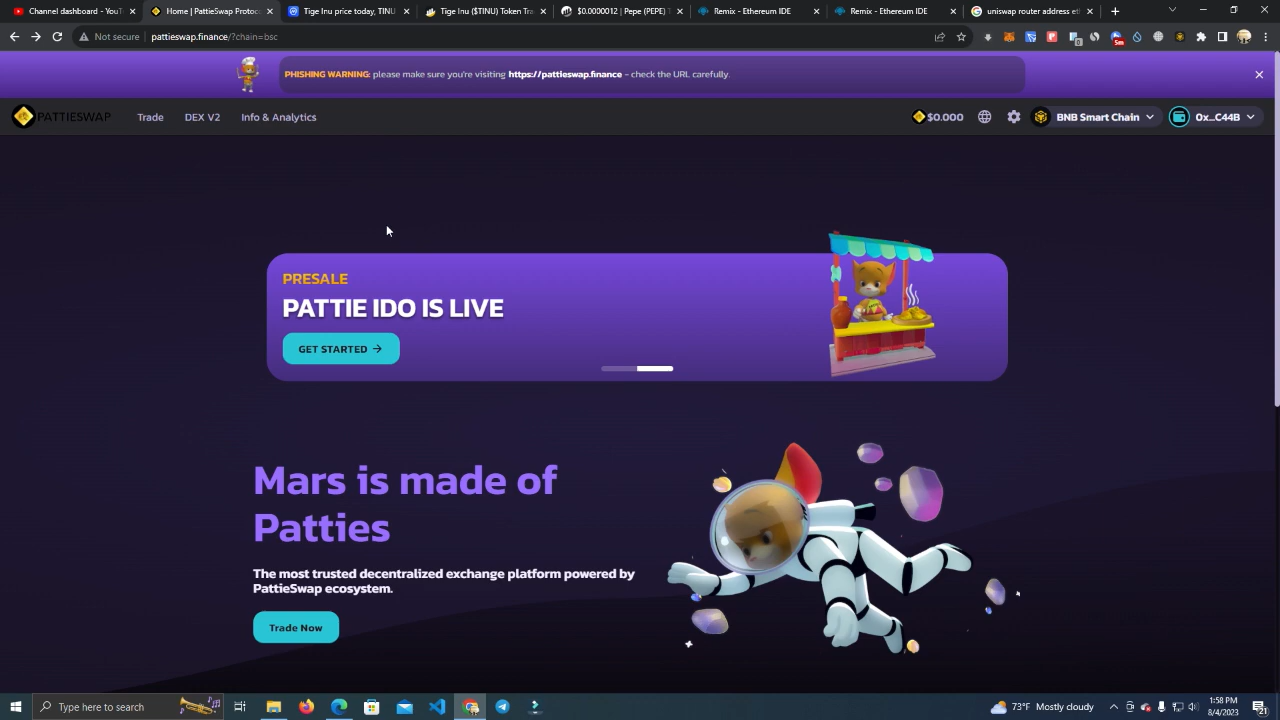 Channel dashboard - YouT
Home | PattieSwap Protoc
Tige Inu price today, TINU
Tige Inu ($TINU) Token Tra
$0.0000012 | Pepe (PEPE) T
Remix - Ethereum IDE
Remix - Ethereum IDE
uniswap router address eth
Not secure
pattieswap.finance/?chain=bsc
5m
PHISHING WARNING: please make sure you're visiting https://pattieswap.finance - check the URL carefully.
PATTIESWAP
Trade
DEX V2
Info & Analytics
$0.000
BNB Smart Chain
0x...C44B
PRESALE
PATTIE IDO IS LIVE
GET STARTED
Mars is made of
Patties
The most trusted decentralized exchange platform powered by
PattieSwap ecosystem.
Trade Now
Type here to search
73°F Mostly cloudy
1:58 PM
8/4/2023